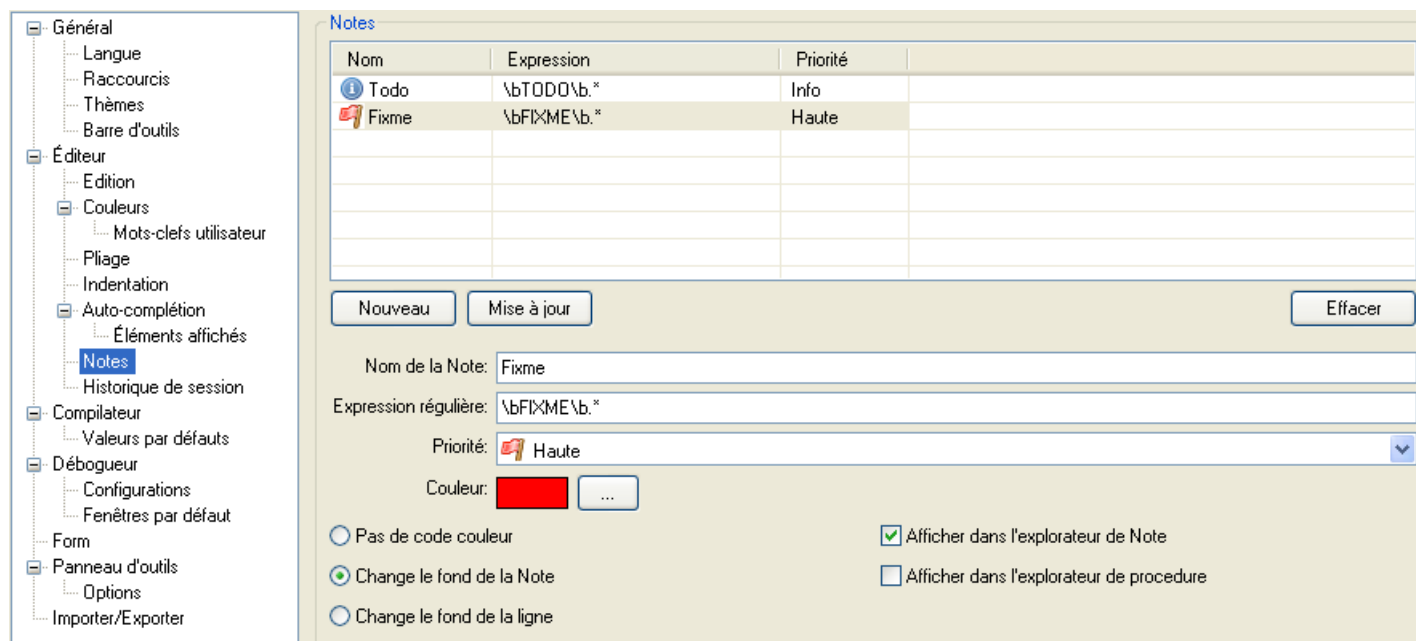 Général
Langue
Raccourcis
Thèmes
Barre d'outils
Éditeur
Edition
Couleurs
Mots-clefs utilisateur
Pliage
Indentation
Auto-complétion
Éléments affichés
Notes
Historique de session
Compilateur
Valeurs par défauts
Débogueur
Configurations
Fenêtres par défaut
Form
Panneau d'outils
Options
Importer/Exporter
Notes
Nom Expression Priorité
Todo \bTODO\b.* Info
Fixme \bFIXME\b.* Haute
Nouveau Mise à jour Effacer
Nom de la Note: Fixme
Expression régulière: \bFIXME\b.*
Priorité: Haute
Couleur: ...
Pas de code couleur Afficher dans l'explorateur de Note
Change le fond de la Note Afficher dans l'explorateur de procedure
Change le fond de la ligne